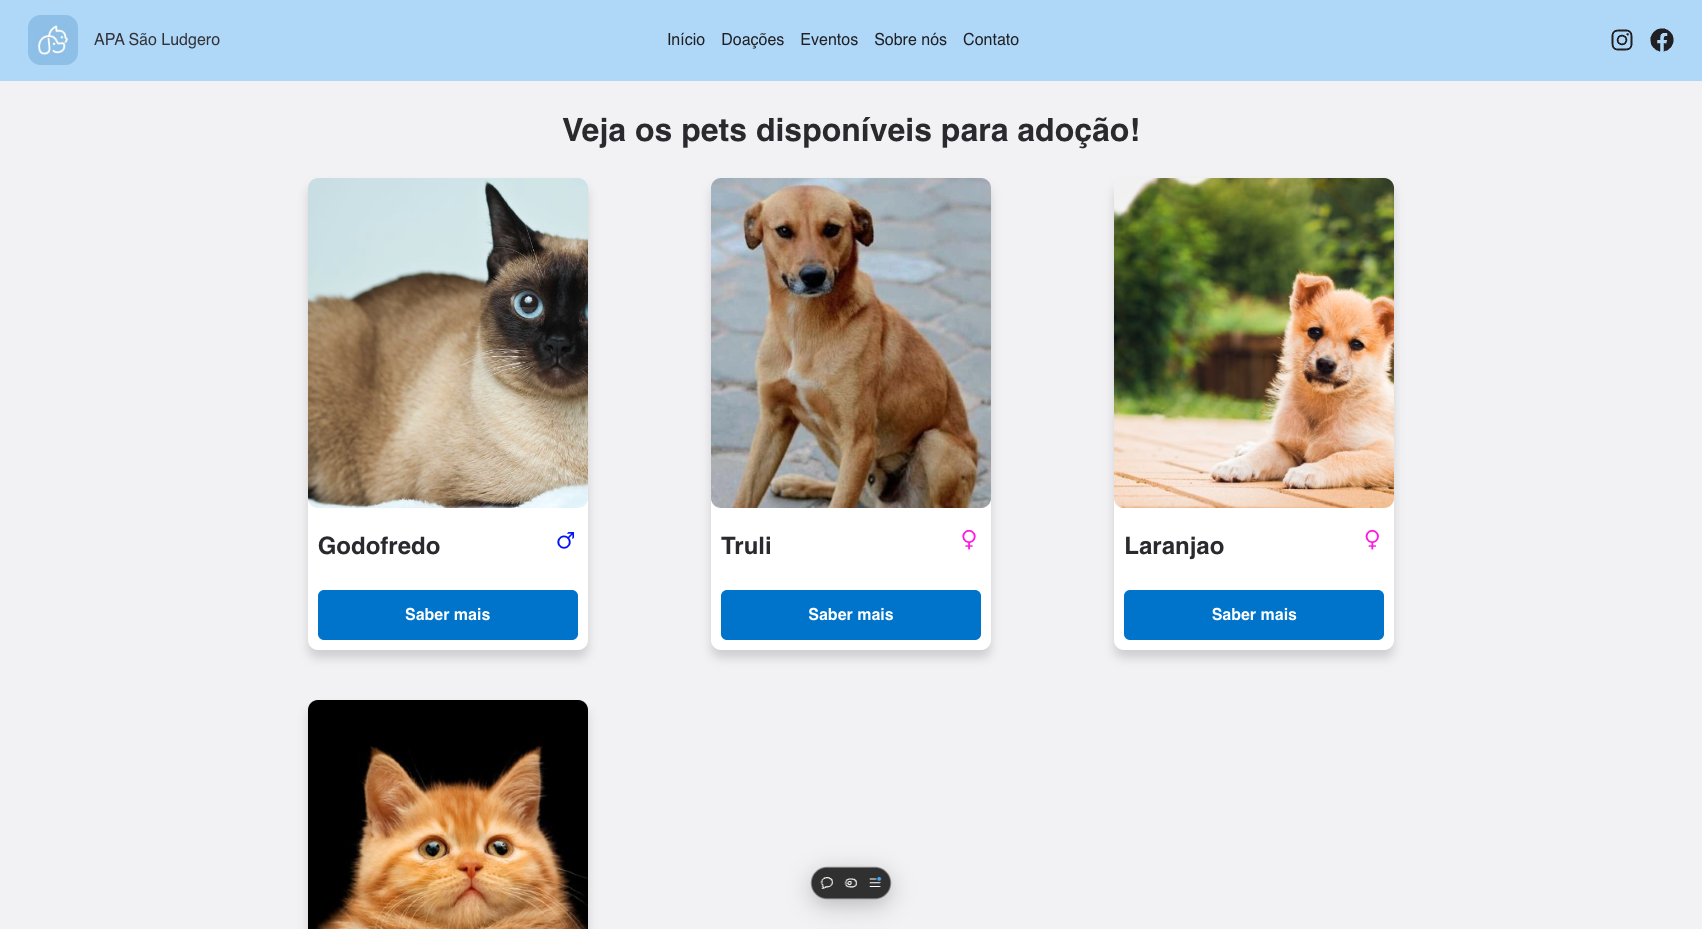 APA São Ludgero
Início Doações Eventos Sobre nós Contato
Veja os pets disponíveis para adoção!
Godofredo
Saber mais
Truli
Saber mais
Laranjao
Saber mais